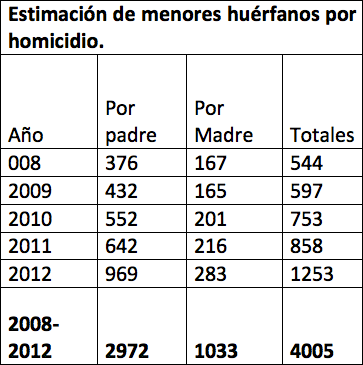 Estimación de menores huérfanos por
homicidio.
Año Por padre Por Madre Totales
008 376 167 544
2009 432 165 597
2010 552 201 753
2011 642 216 858
2012 969 283 1253
2008-2012 2972 1033 4005